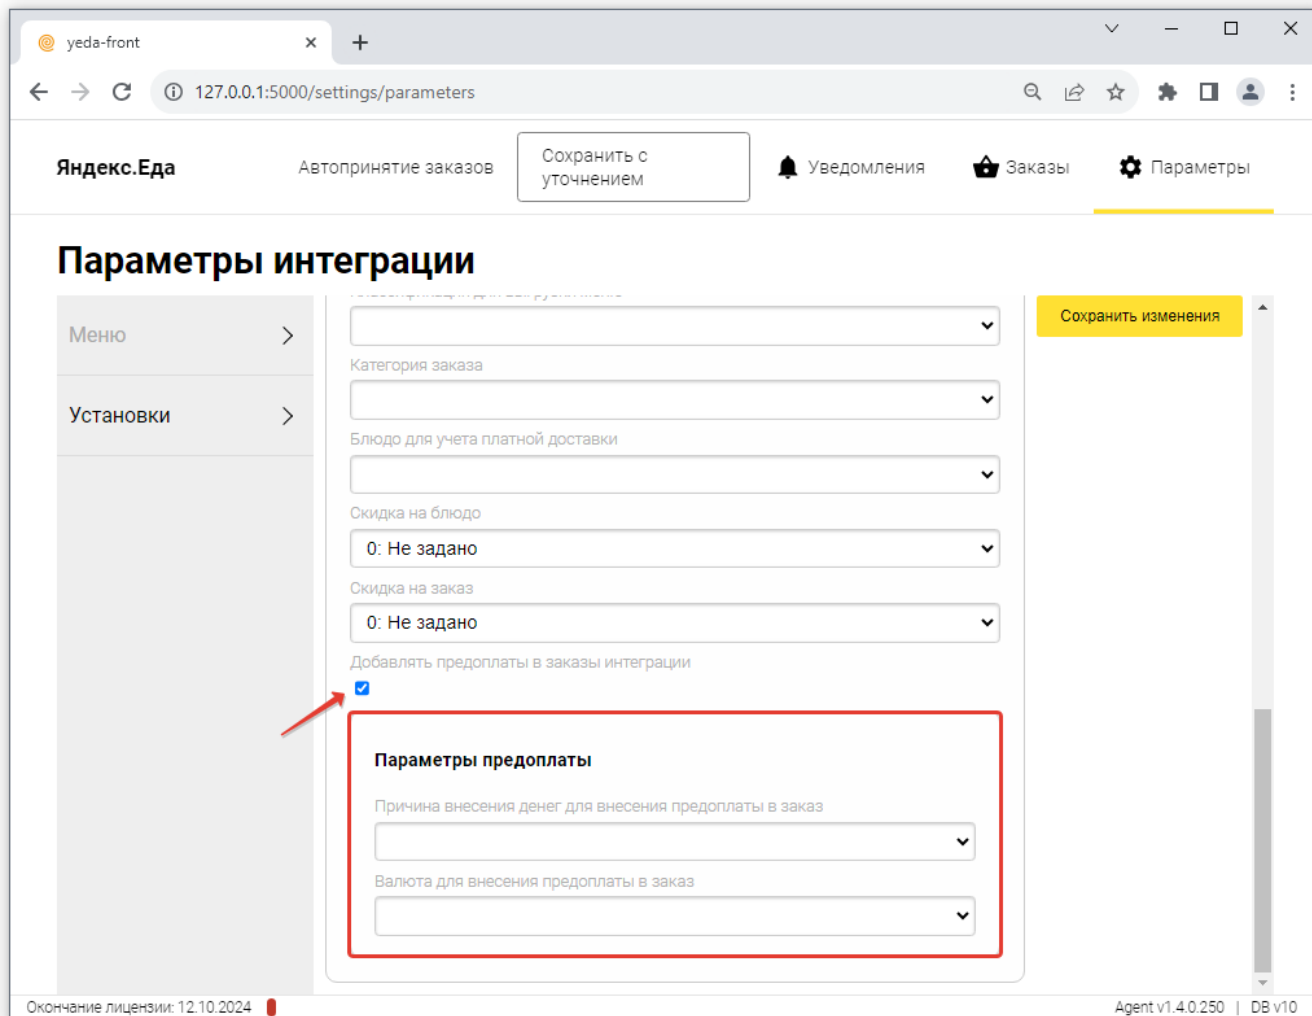 yeda-front
127.0.0.1:5000/settings/parameters
Яндекс.Еда
Автопринятие заказов
Сохранить с
уточнением
Уведомления
Заказы
Параметры
Параметры интеграции
Меню
Установки
Сохранить изменения
Категория заказа
Блюдо для учета платной доставки
Скидка на блюдо
0: Не задано
Скидка на заказ
0: Не задано
Добавлять предоплаты в заказы интеграции
Параметры предоплаты
Причина внесения денег для внесения предоплаты в заказ
Валюта для внесения предоплаты в заказ
Окончание лицензии: 12.10.2024
Agent v1.4.0.250 | DB v10